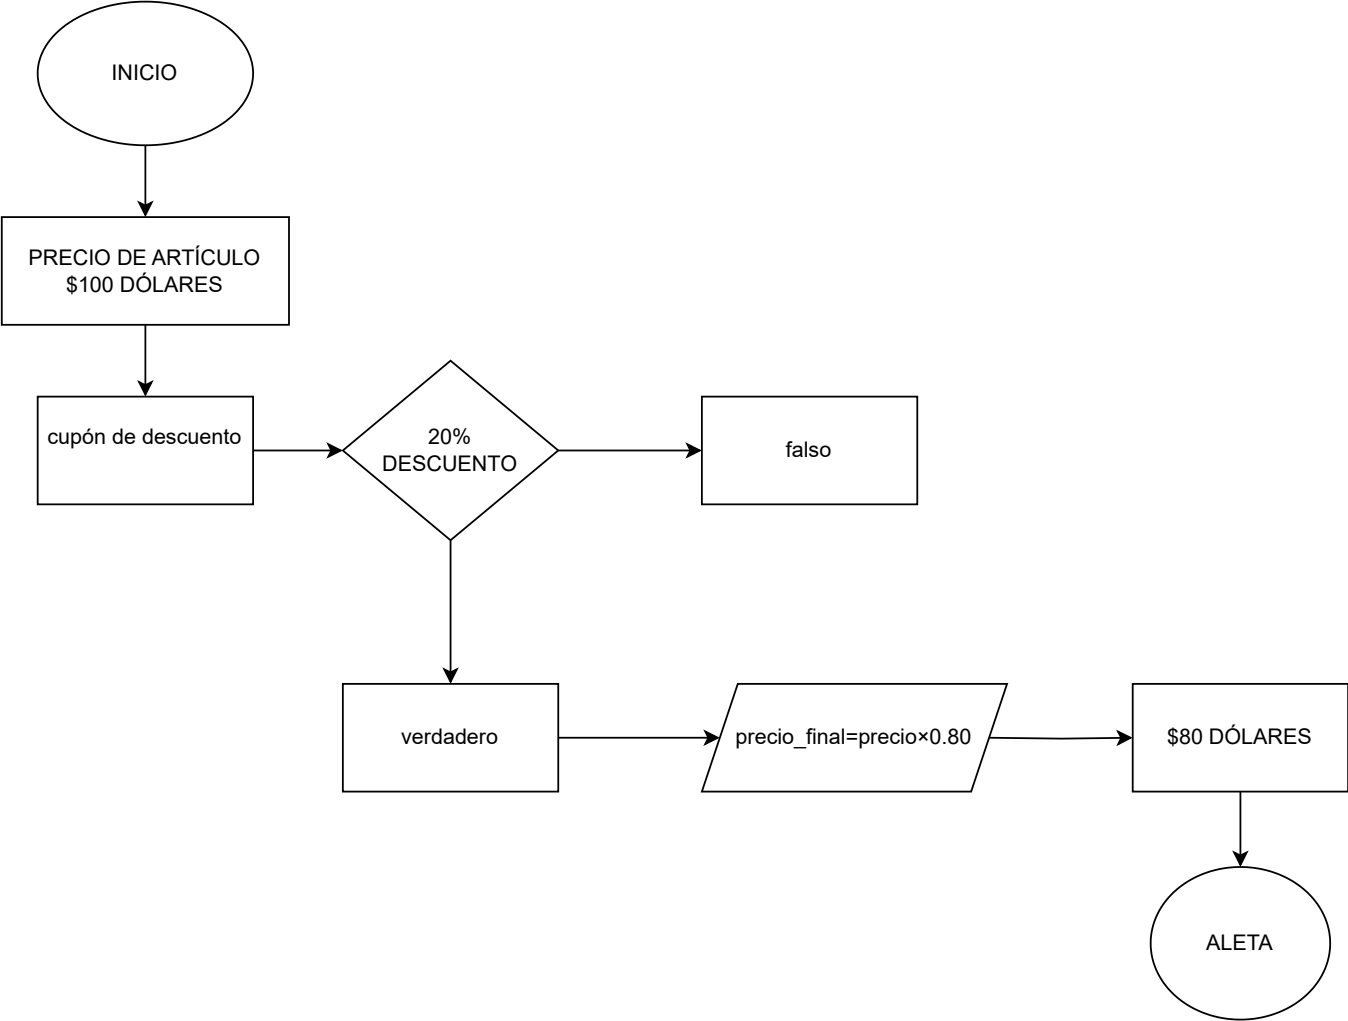 INICIO
PRECIO DE ARTÍCULO
$100 DÓLARES
cupón de descuento
20%
DESCUENTO
falso
verdadero
precio_final=precio×0.80
$80 DÓLARES
ALETA